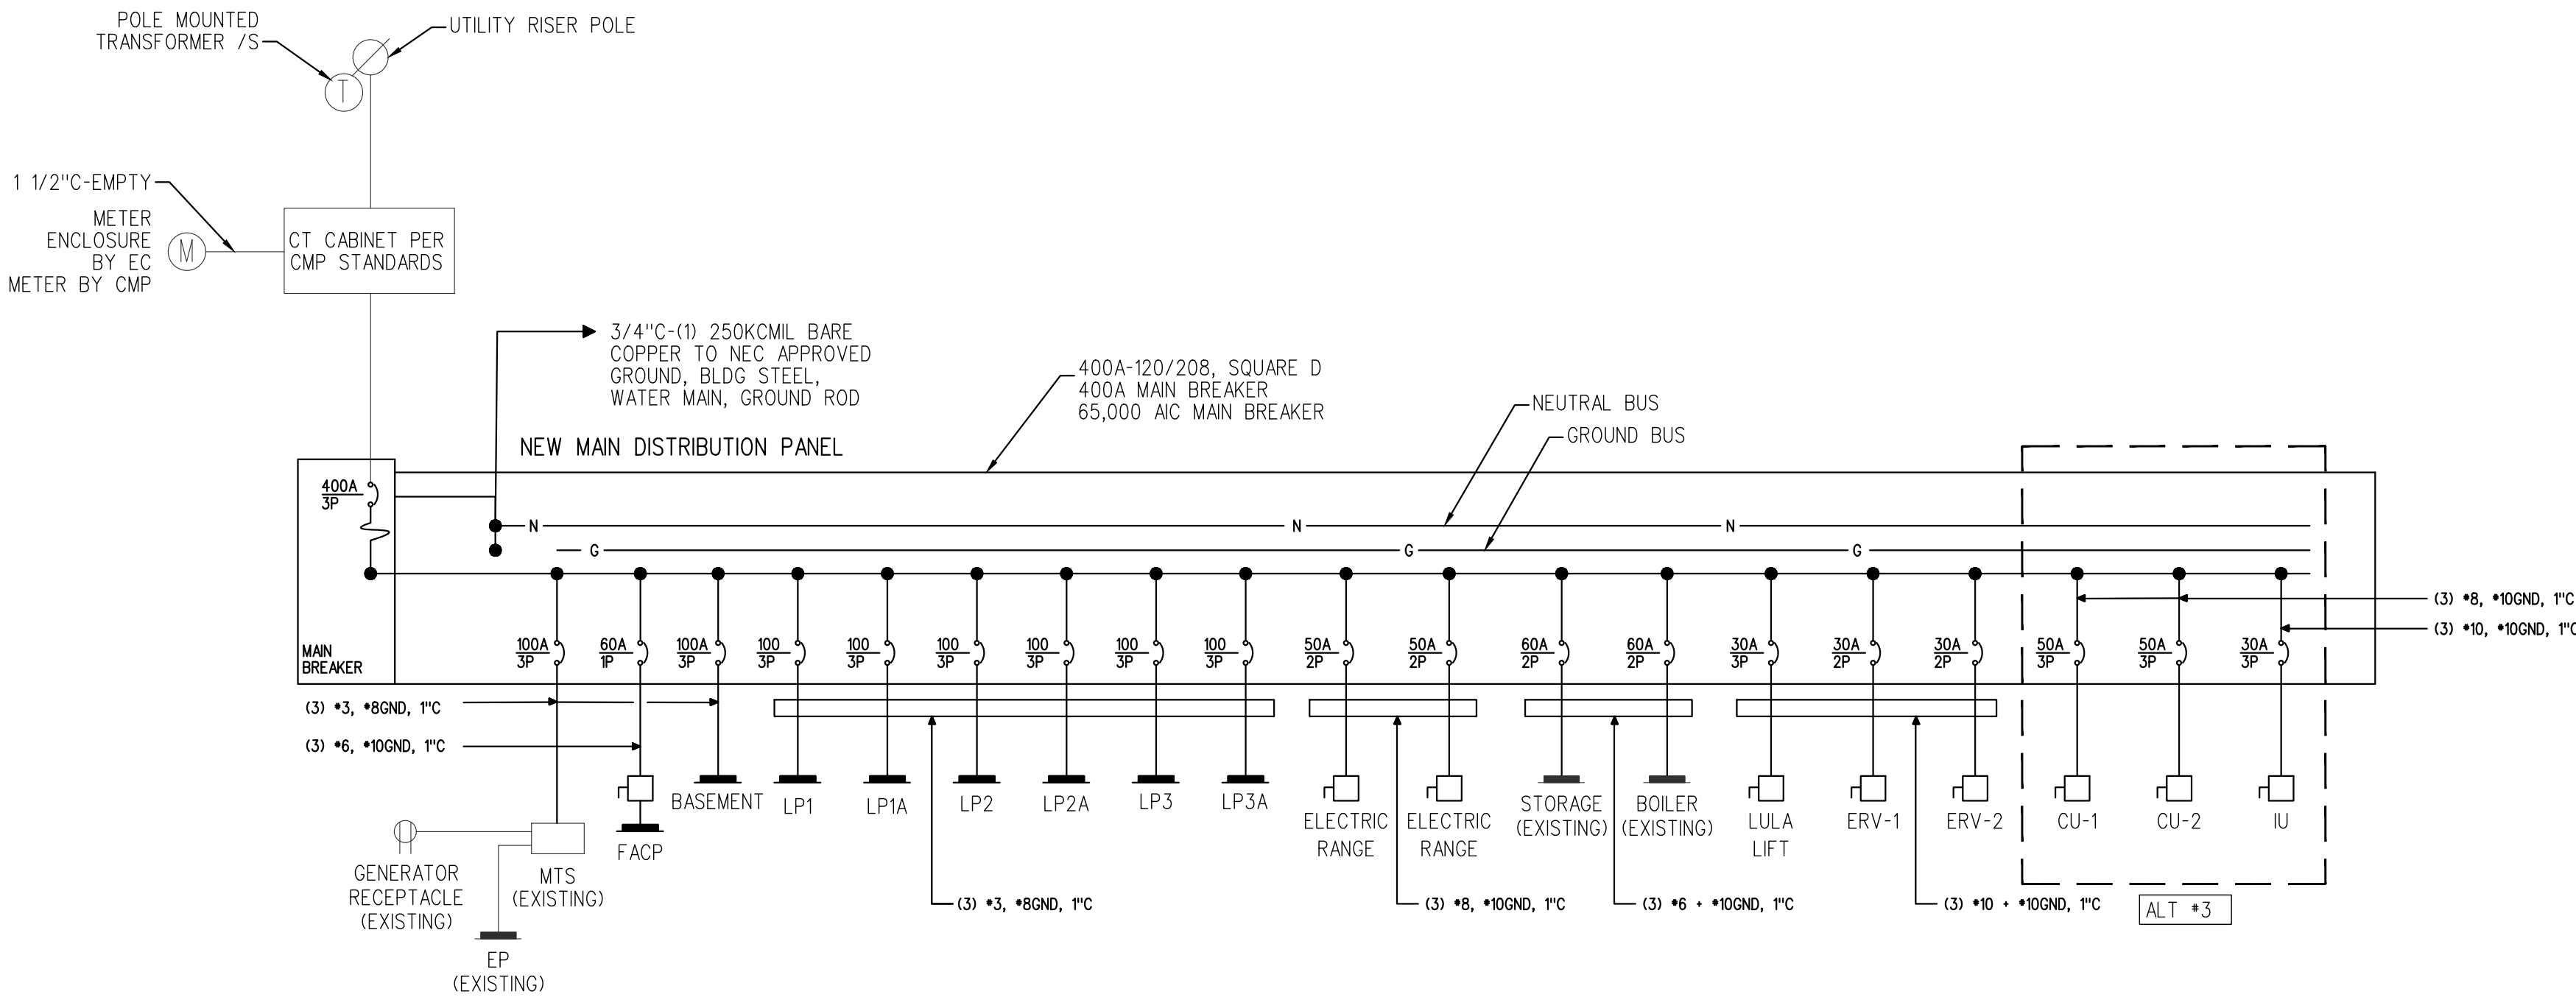 POLE MOUNTED
TRANSFORMER /S
UTILITY RISER POLE
T
1 1/2"C-EMPTY
METER
ENCLOSURE
BY EC
METER BY CMP
M
CT CABINET PER
CMP STANDARDS
3/4"C-(1) 250KCMIL BARE
COPPER TO NEC APPROVED
GROUND, BLDG STEEL,
WATER MAIN, GROUND ROD
400A-120/208, SQUARE D
400A MAIN BREAKER
65,000 AIC MAIN BREAKER
NEUTRAL BUS
GROUND BUS
NEW MAIN DISTRIBUTION PANEL
400A
3P
N N N
G G G
MAIN
BREAKER
100A 60A 100A 100 100 100 100 100 100 50A 50A 60A 60A 30A 30A 30A 50A 50A 30A
3P 1P 3P 3P 3P 3P 3P 3P 3P 2P 2P 2P 2P 3P 2P 2P 3P 3P 3P
(3) #8, #10GND, 1"C
(3) #10, #10GND, 1"C
(3) #3, #8GND, 1"C
(3) #6, #10GND, 1"C
FACP
BASEMENT
LP1
LP1A
LP2
LP2A
LP3
LP3A
ELECTRIC
RANGE
ELECTRIC
RANGE
STORAGE
(EXISTING)
BOILER
(EXISTING)
LULA
LIFT
ERV-1
ERV-2
CU-1
CU-2
IU
GENERATOR
RECEPTACLE
(EXISTING)
MTS
(EXISTING)
EP
(EXISTING)
(3) #3, #8GND, 1"C
(3) #8, #10GND, 1"C
(3) #6 + #10GND, 1"C
(3) #10 + #10GND, 1"C
ALT #3